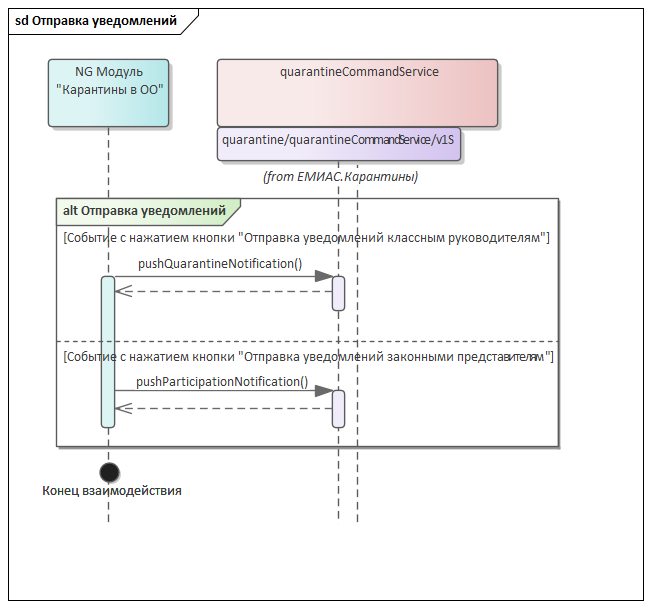 sd Отправка уведомлений
NG Модуль
"Карантины в ОО"
quarantineCommandService
quarantine/quarantineCommandService/v1S
(from ЕМИАС.Карантины)
alt Отправка уведомлений
[Событие с нажатием кнопки "Отправка уведомлений классным руководителям"]
pushQuarantineNotification()
[Событие с нажатием кнопки "Отправка уведомлений законными представителям"]
pushParticipationNotification()
Конец взаимодействия